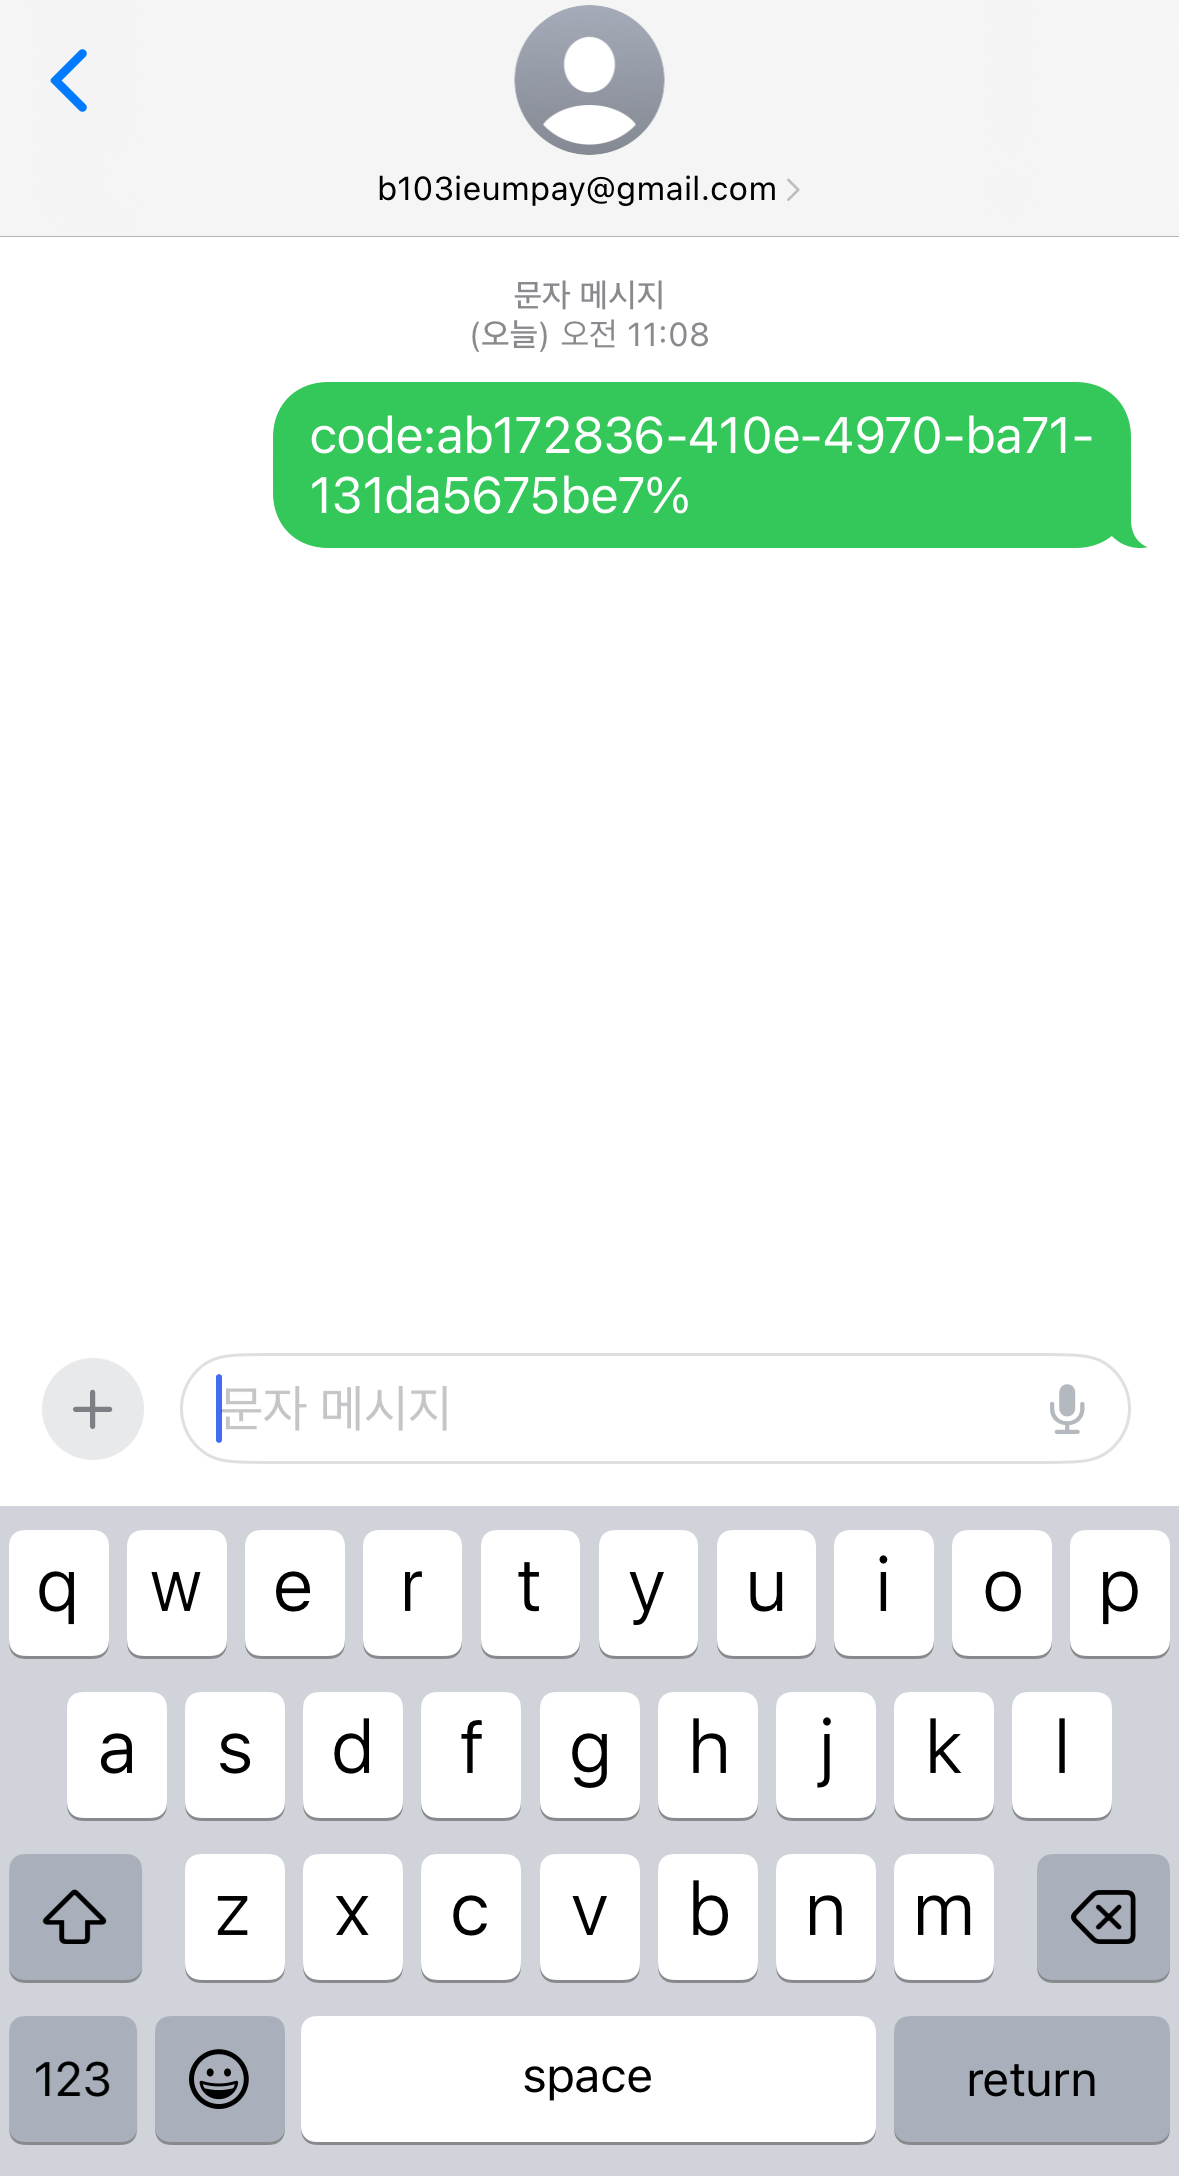 b103ieumpay@gmail.com
문자 메시지
(오늘) 오전 11:08
code:ab172836-410e-4970-ba71-
131da5675be7%
문자 메시지
q w e r t y u i o p
a s d f g h j k l
z x c v b n m
123 space return